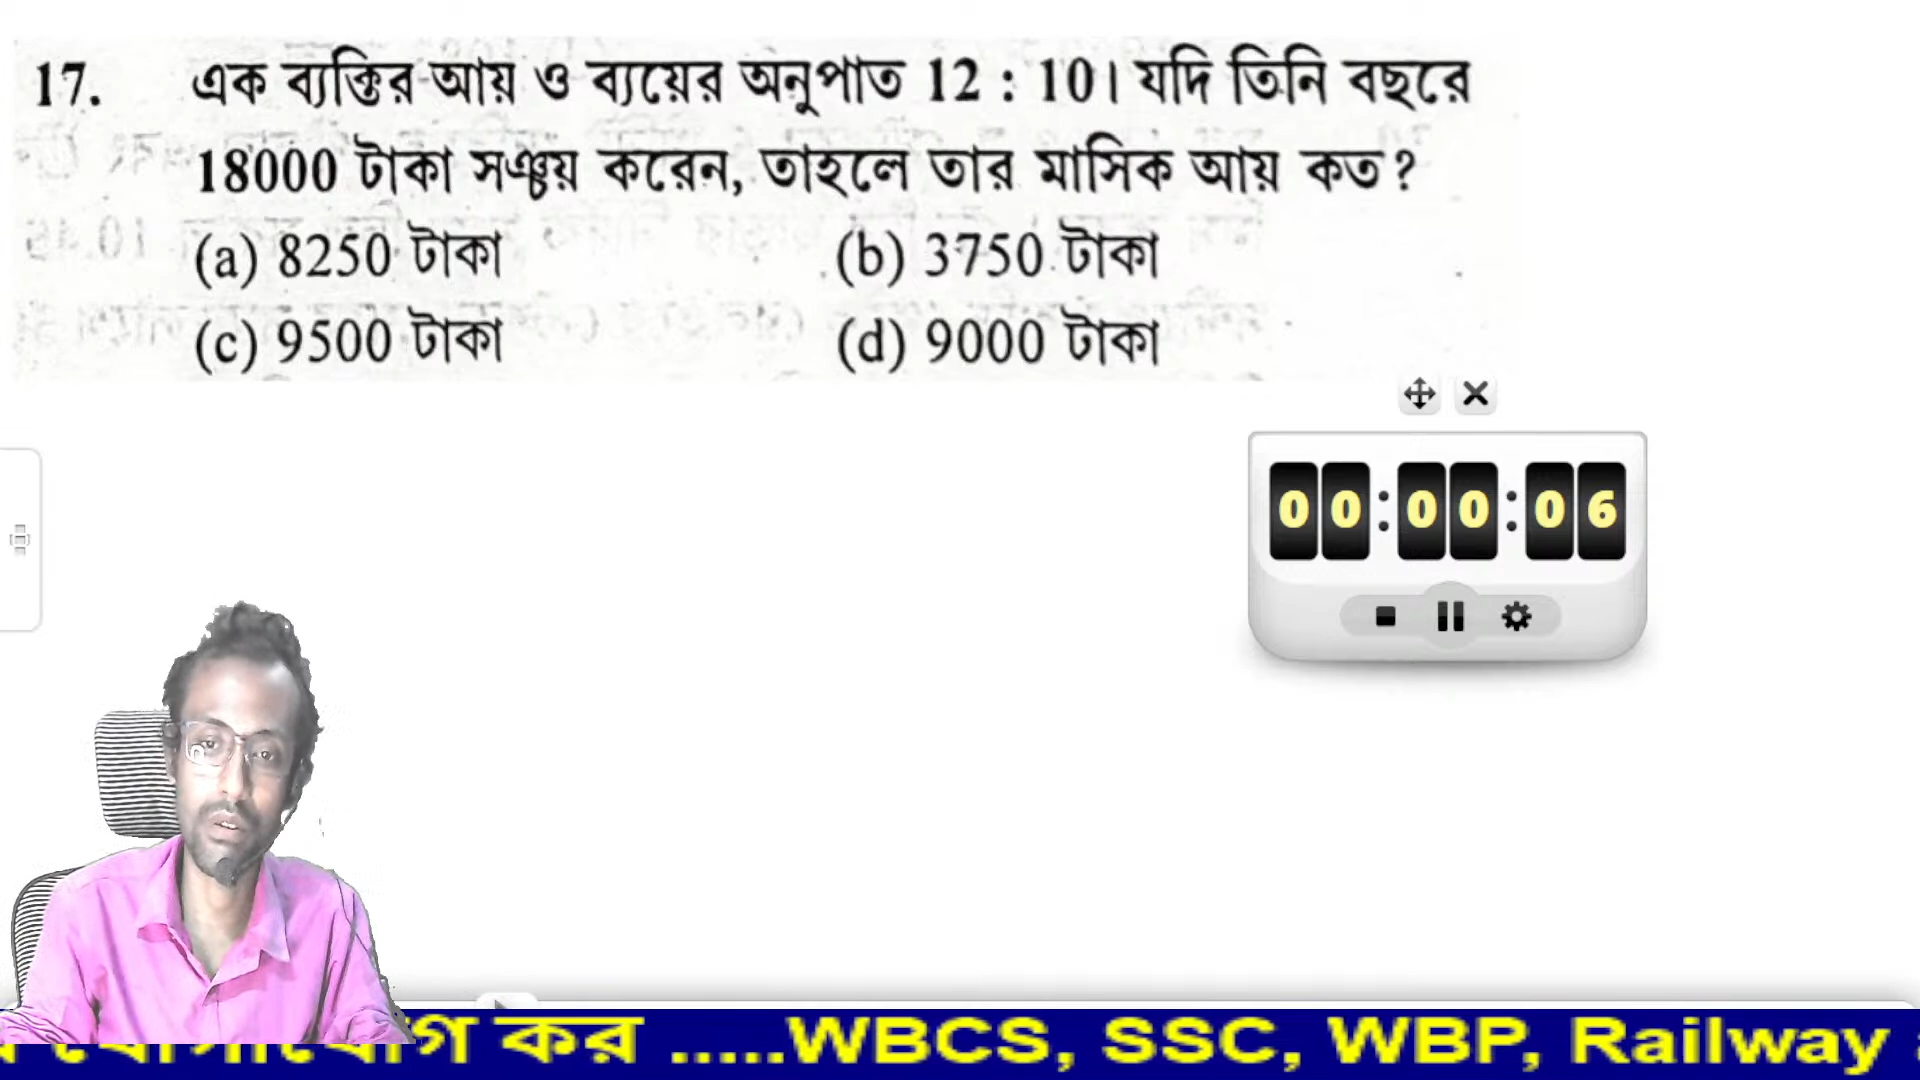 17. এক ব্যক্তির আয় ও ব্যয়ের অনুপাত 12 : 10। যদি তিনি বছরে
18000 টাকা সঞ্চয় করেন, তাহলে তার মাসিক আয় কত?
(a) 8250 টাকা (b) 3750 টাকা
(c) 9500 টাকা (d) 9000 টাকা
00:00:06
কর .....WBCS, SSC, WBP, Railway